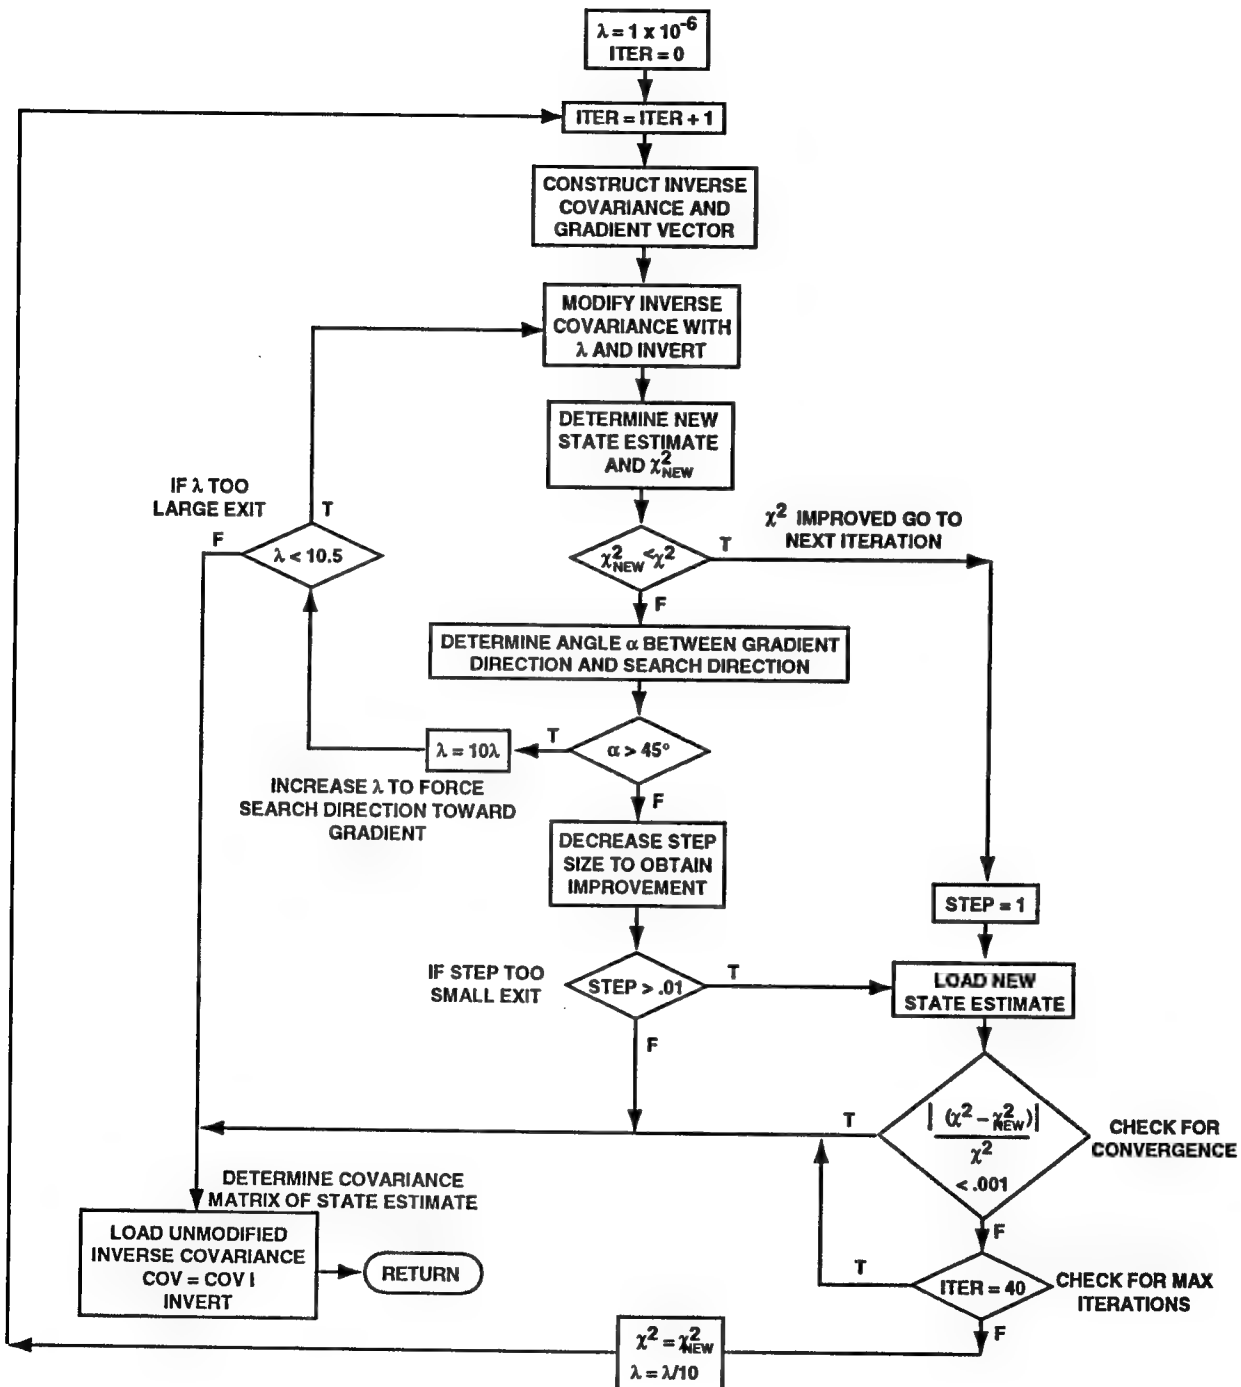 λ = 1 x 10⁻⁶
ITER = 0
ITER = ITER + 1
CONSTRUCT INVERSE
COVARIANCE AND
GRADIENT VECTOR
MODIFY INVERSE
COVARIANCE WITH
λ AND INVERT
DETERMINE NEW
STATE ESTIMATE
AND χ²NEW
IF λ TOO
LARGE EXIT
T
F
λ < 10.5
χ²NEW < χ²
T
χ² IMPROVED GO TO
NEXT ITERATION
F
DETERMINE ANGLE α BETWEEN GRADIENT
DIRECTION AND SEARCH DIRECTION
λ = 10λ
T
α > 45°
INCREASE λ TO FORCE
SEARCH DIRECTION TOWARD
GRADIENT
F
DECREASE STEP
SIZE TO OBTAIN
IMPROVEMENT
STEP = 1
IF STEP TOO
SMALL EXIT
STEP > .01
T
LOAD NEW
STATE ESTIMATE
F
T
| (χ² – χ²NEW) |
χ²
< .001
CHECK FOR
CONVERGENCE
DETERMINE COVARIANCE
MATRIX OF STATE ESTIMATE
F
LOAD UNMODIFIED
INVERSE COVARIANCE
COV = COV I
INVERT
RETURN
T
ITER = 40
CHECK FOR MAX
ITERATIONS
F
χ² = χ²NEW
λ = λ/10